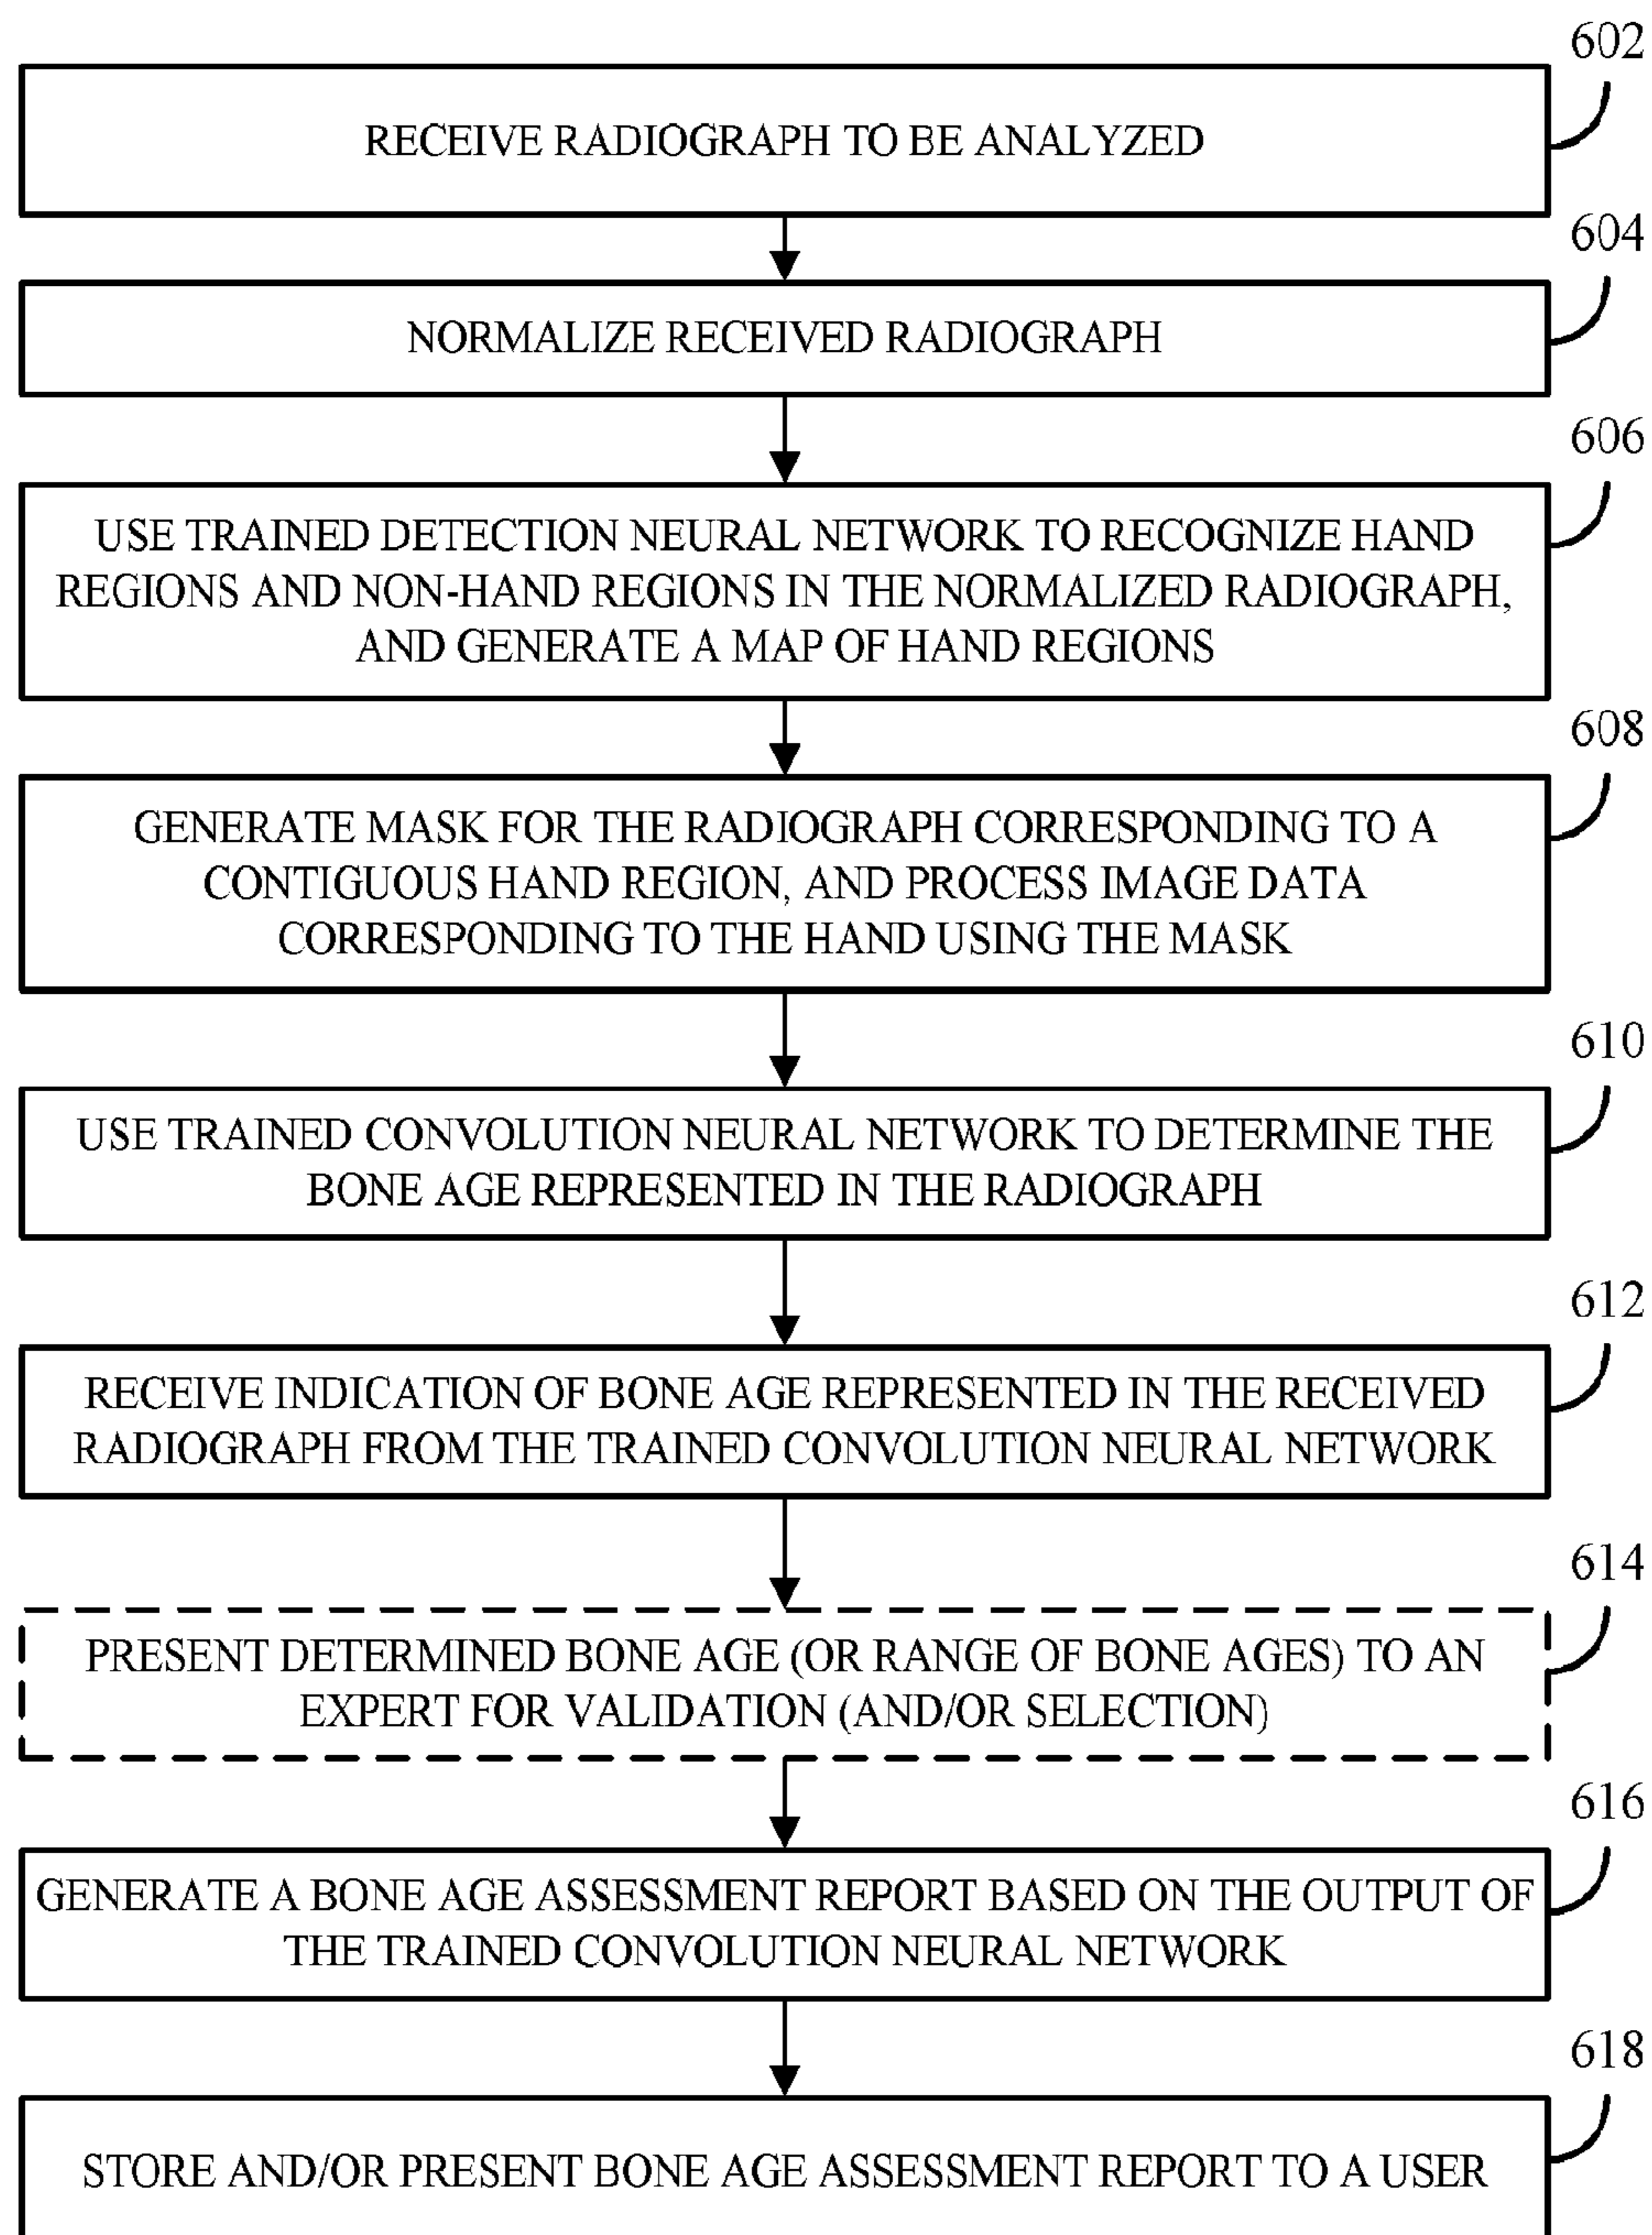 602
RECEIVE RADIOGRAPH TO BE ANALYZED
604
NORMALIZE RECEIVED RADIOGRAPH
606
USE TRAINED DETECTION NEURAL NETWORK TO RECOGNIZE HAND
REGIONS AND NON-HAND REGIONS IN THE NORMALIZED RADIOGRAPH,
AND GENERATE A MAP OF HAND REGIONS
608
GENERATE MASK FOR THE RADIOGRAPH CORRESPONDING TO A
CONTIGUOUS HAND REGION, AND PROCESS IMAGE DATA
CORRESPONDING TO THE HAND USING THE MASK
610
USE TRAINED CONVOLUTION NEURAL NETWORK TO DETERMINE THE
BONE AGE REPRESENTED IN THE RADIOGRAPH
612
RECEIVE INDICATION OF BONE AGE REPRESENTED IN THE RECEIVED
RADIOGRAPH FROM THE TRAINED CONVOLUTION NEURAL NETWORK
614
PRESENT DETERMINED BONE AGE (OR RANGE OF BONE AGES) TO AN
EXPERT FOR VALIDATION (AND/OR SELECTION)
616
GENERATE A BONE AGE ASSESSMENT REPORT BASED ON THE OUTPUT OF
THE TRAINED CONVOLUTION NEURAL NETWORK
618
STORE AND/OR PRESENT BONE AGE ASSESSMENT REPORT TO A USER